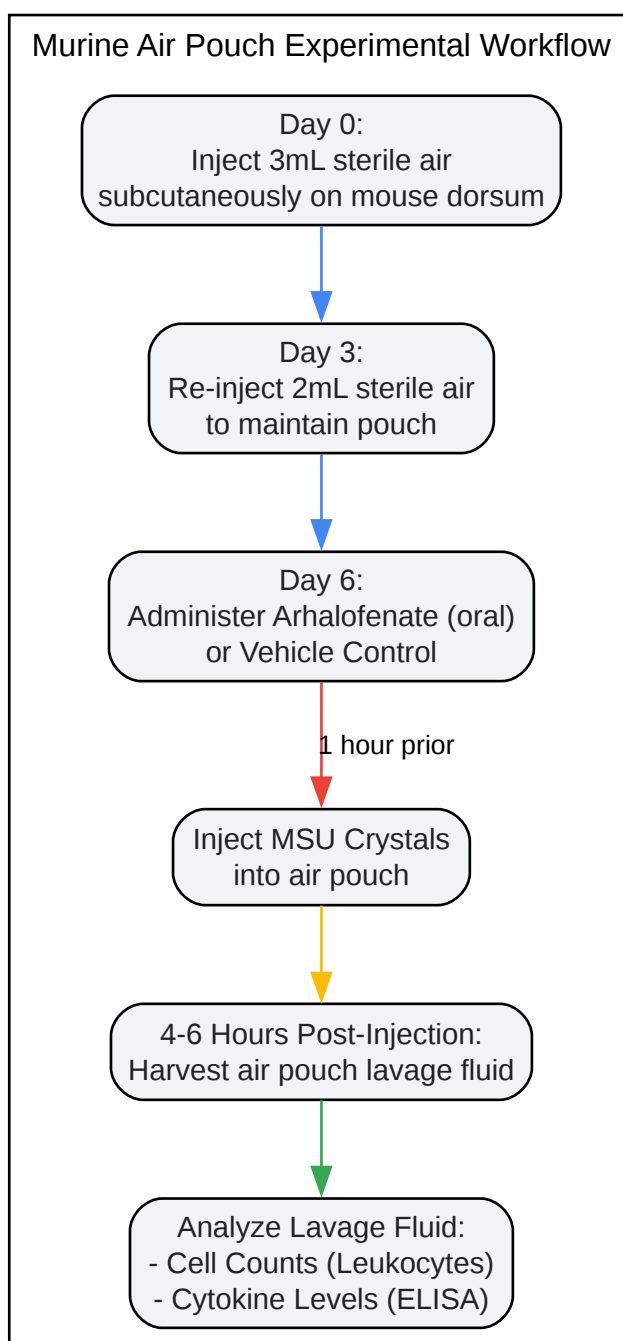 Murine Air Pouch Experimental Workflow
Day 0:
Inject 3mL sterile air
subcutaneously on mouse dorsum
Day 3:
Re-inject 2mL sterile air
to maintain pouch
Day 6:
Administer Arhalofenate (oral)
or Vehicle Control
1 hour prior
Inject MSU Crystals
into air pouch
4-6 Hours Post-Injection:
Harvest air pouch lavage fluid
Analyze Lavage Fluid:
- Cell Counts (Leukocytes)
- Cytokine Levels (ELISA)